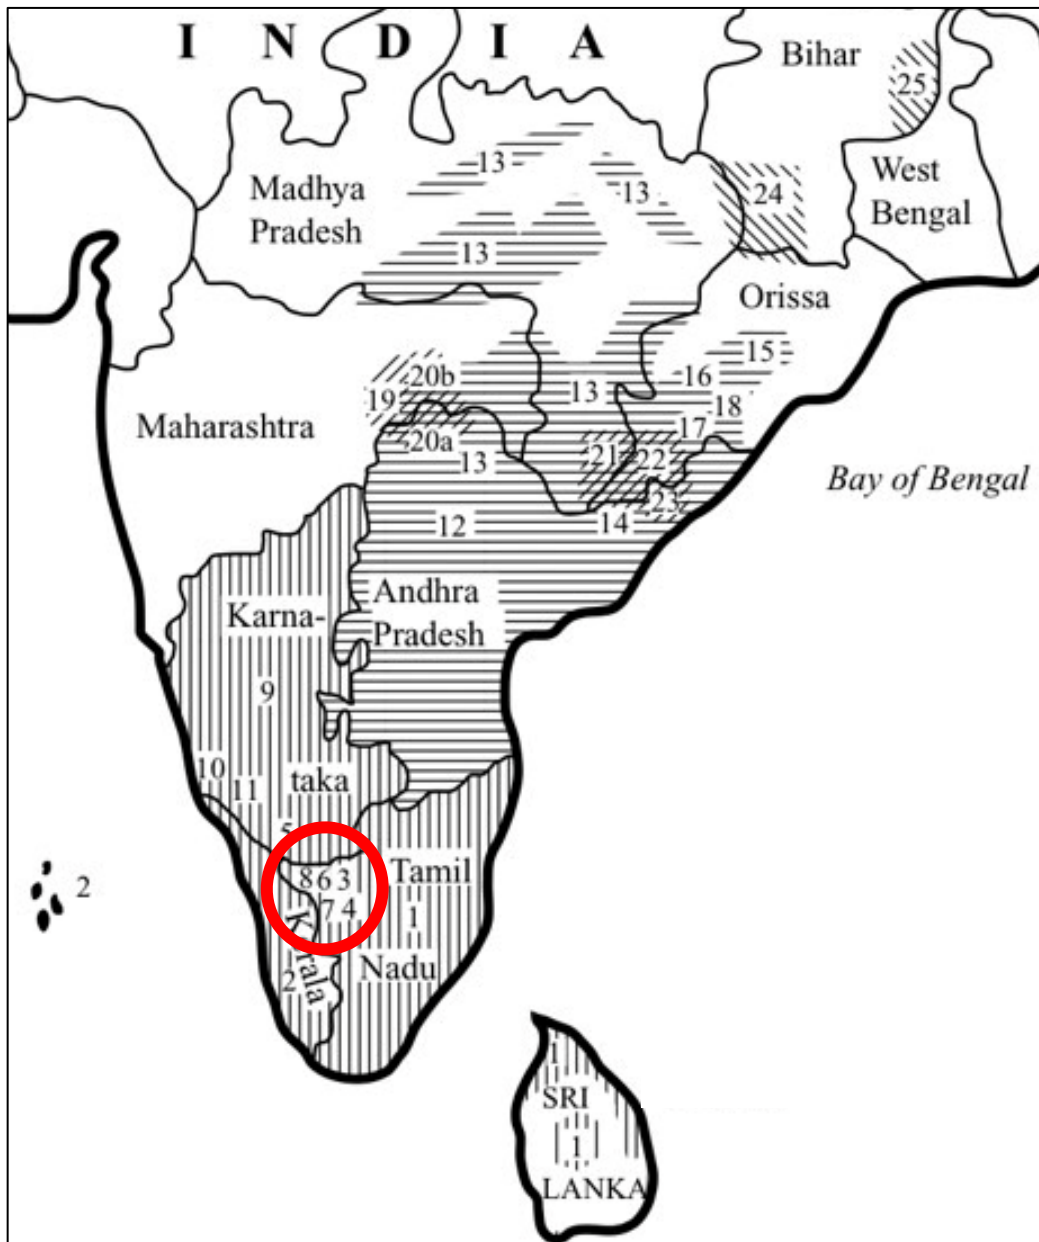 I N D I A
Bihar
25
West
Bengal
24
13
13
Madhya
Pradesh
13
Orissa
15
16
13
18
17
20b
19
20a
13
21
22
23
14
Maharashtra
Bay of Bengal
12
Andhra
Pradesh
Karna-
9
10
11
taka
5
8 6 3
7 4
Tamil
1
Nadu
Kerala
2
2
1
SRI
1
LANKA